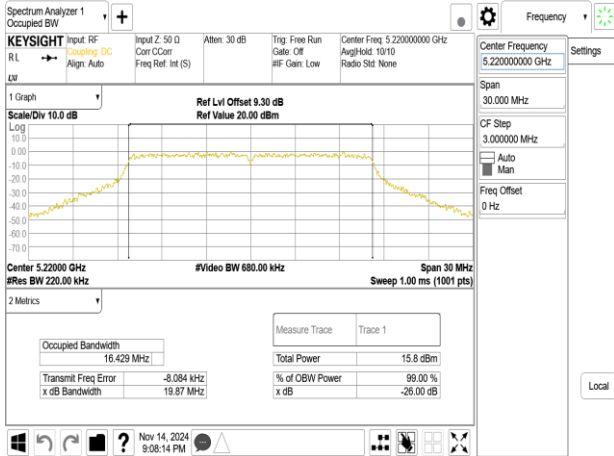 Spectrum Analyzer 1
Occupied BW
KEYSIGHT
RL
Input: RF
Coupling: DC
Align: Auto
Input Z: 50 Ω
Corr CCorr
Freq Ref: Int (S)
Atten: 30 dB
Trig: Free Run
Gate: Off
#IF Gain: Low
Center Freq: 5.220000000 GHz
Avg|Hold: 10/10
Radio Std: None
1 Graph
Scale/Div 10.0 dB
Ref Lvl Offset 9.30 dB
Ref Value 20.00 dBm
Log
10.0
0.00
-10.0
-20.0
-30.0
-40.0
-50.0
-60.0
-70.0
Center 5.22000 GHz
#Video BW 680.00 kHz
Span 30 MHz
#Res BW 220.00 kHz
Sweep 1.00 ms (1001 pts)
2 Metrics
Measure Trace
Trace 1
Occupied Bandwidth
16.429 MHz
Total Power
15.8 dBm
Transmit Freq Error
-8.084 kHz
% of OBW Power
99.00 %
x dB Bandwidth
19.87 MHz
x dB
-26.00 dB
Nov 14, 2024
9:08:14 PM
Frequency
Center Frequency
5.220000000 GHz
Span
30.000 MHz
CF Step
3.000000 MHz
Auto
Man
Freq Offset
0 Hz
Settings
Local